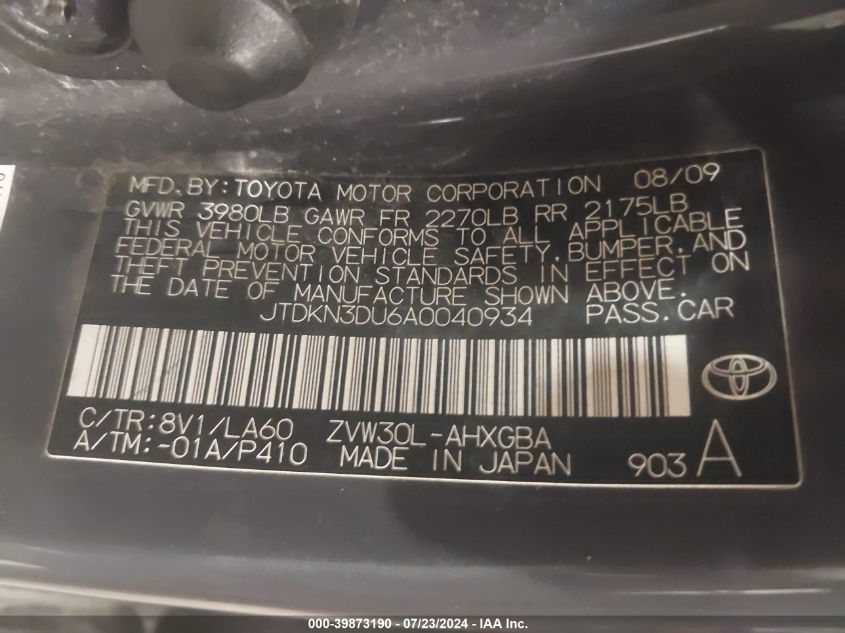 MFD.BY:TOYOTA MOTOR CORPORATION 08/09
GVWR 3980LB GAWR FR 2270LB RR 2175LB
THIS VEHICLE CONFORMS TO ALL APPLICABLE
FEDERAL MOTOR VEHICLE SAFETY,BUMPER,AND
THEFT PREVENTION STANDARDS IN EFFECT ON
THE DATE OF MANUFACTURE SHOWN ABOVE.
JTDKN3DU6A0040934 PASS.CAR
C/TR:8V1/LA60 ZVW30L-AHXGBA
A/TM:-01A/P410 MADE IN JAPAN 903 A
000-39873190 - 07/23/2024 - IAA Inc.